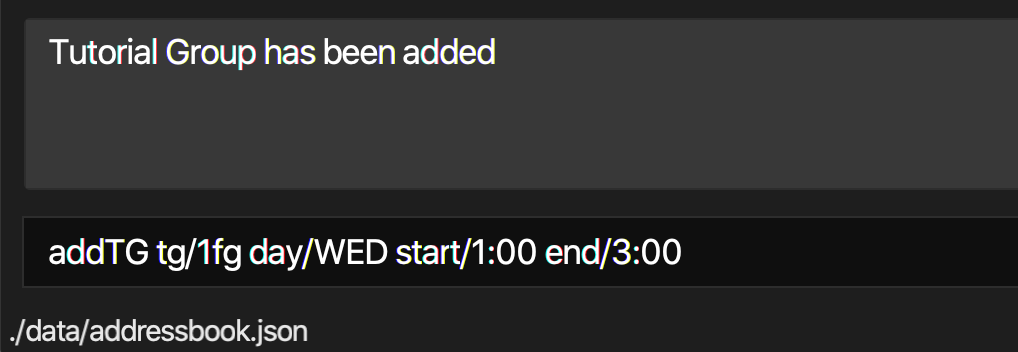 Tutorial Group has been added
addTG tg/1fg day/WED start/1:00 end/3:00
./data/addressbook.json